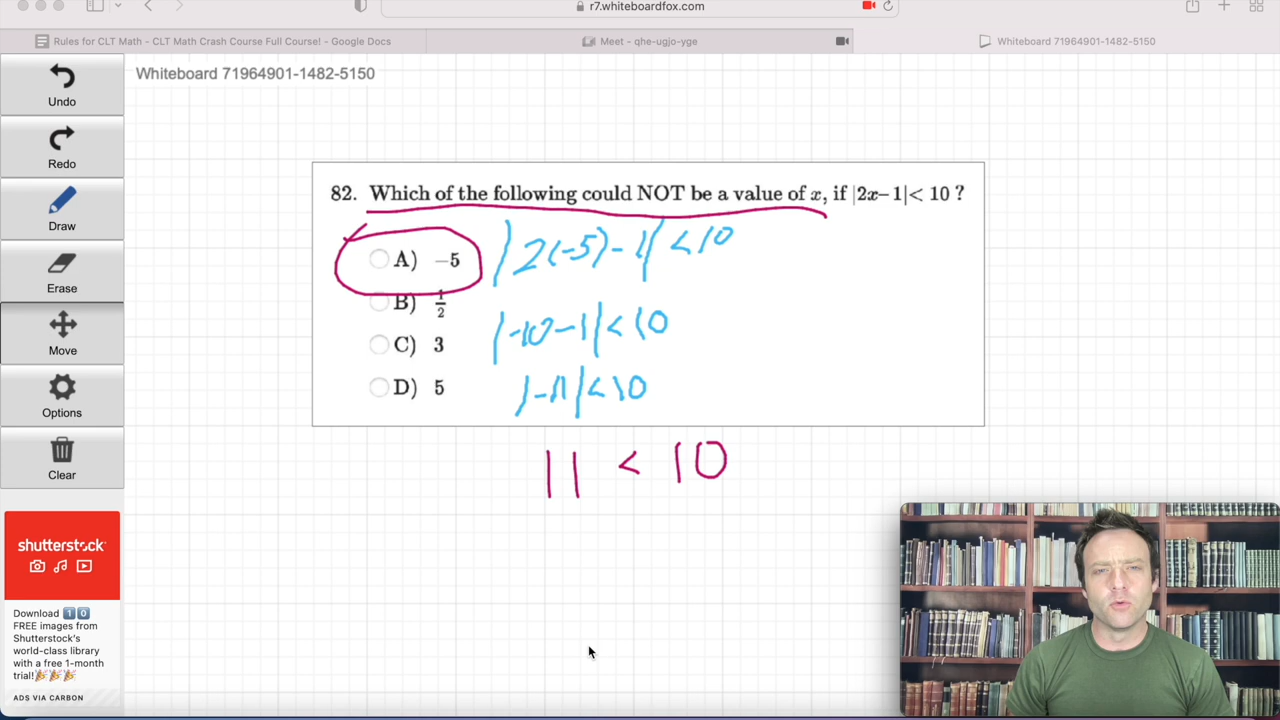 r7.whiteboardfox.com
Rules for CLT Math - CLT Math Crash Course Full Course! - Google Docs
Meet - qhe-ugjo-yge
Whiteboard 71964901-1482-5150
Whiteboard 71964901-1482-5150
Undo
Redo
Draw
Erase
Move
Options
Clear
82. Which of the following could NOT be a value of x, if |2x−1|< 10 ?
A) −5
|2(-5)-1| < 10
B) 1/2
|-10-1| < 10
C) 3
D) 5
|-11| < 10
11 < 10
shutterstock
Download 1️⃣0️⃣
FREE images from
Shutterstock's
world-class library
with a free 1-month
trial!🎉🎉🎉
ADS VIA CARBON